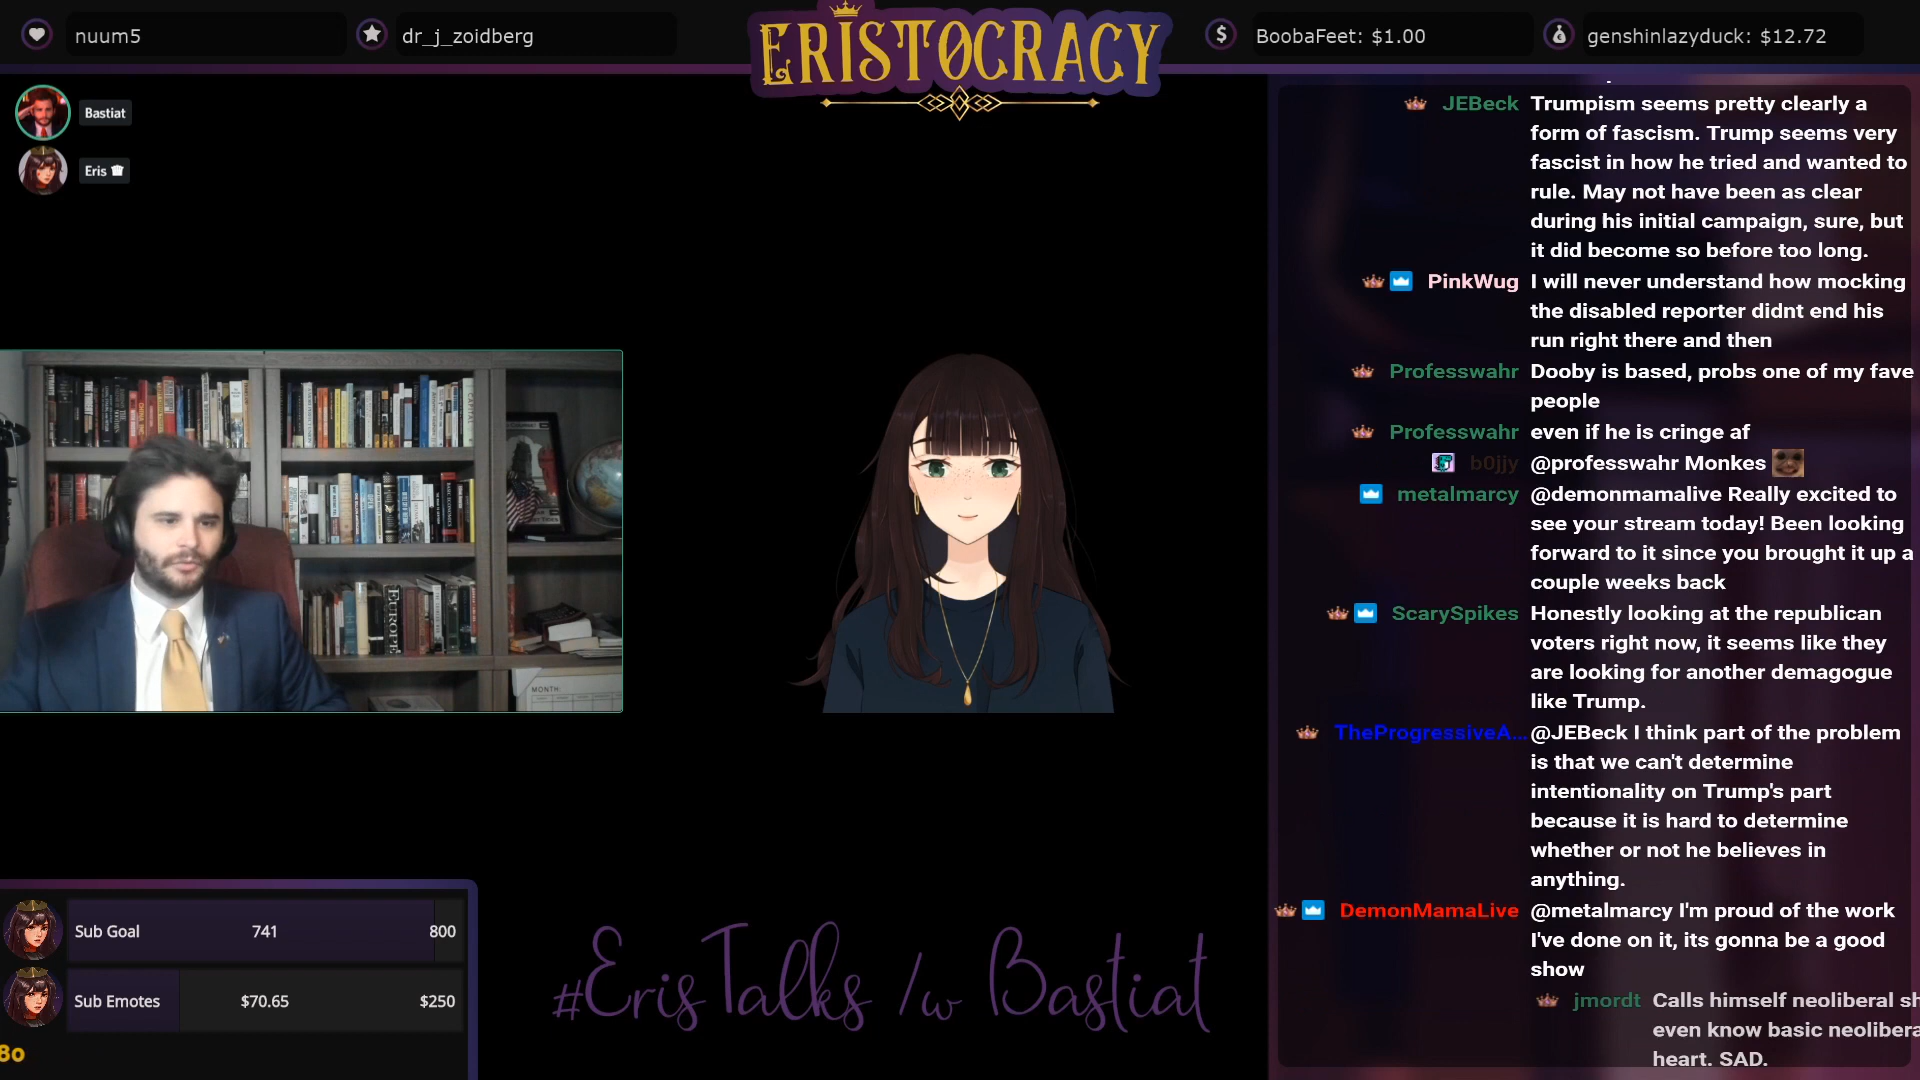 nuum5
dr_j_zoidberg
ERISTOCRACY
BoobaFeet: $1.00
genshinlazyduck: $12.72
Bastiat
Eris
EUROPE
MONTH:
Sub Goal 741 800
Sub Emotes $70.65 $250
#ErisTalks /w Bastiat
JEBeck Trumpism seems pretty clearly a
form of fascism. Trump seems very
fascist in how he tried and wanted to
rule. May not have been as clear
during his initial campaign, sure, but
it did become so before too long.
PinkWug I will never understand how mocking
the disabled reporter didnt end his
run right there and then
Professwahr Dooby is based, probs one of my fave
people
Professwahr even if he is cringe af
b0jjy @professwahr Monkes
metalmarcy @demonmamalive Really excited to
see your stream today! Been looking
forward to it since you brought it up a
couple weeks back
ScarySpikes Honestly looking at the republican
voters right now, it seems like they
are looking for another demagogue
like Trump.
TheProgressiveA... @JEBeck I think part of the problem
is that we can't determine
intentionality on Trump's part
because it is hard to determine
whether or not he believes in
anything.
DemonMamaLive @metalmarcy I'm proud of the work
I've done on it, its gonna be a good
show
jmordt Calls himself neoliberal sh
even know basic neolibera
heart. SAD.